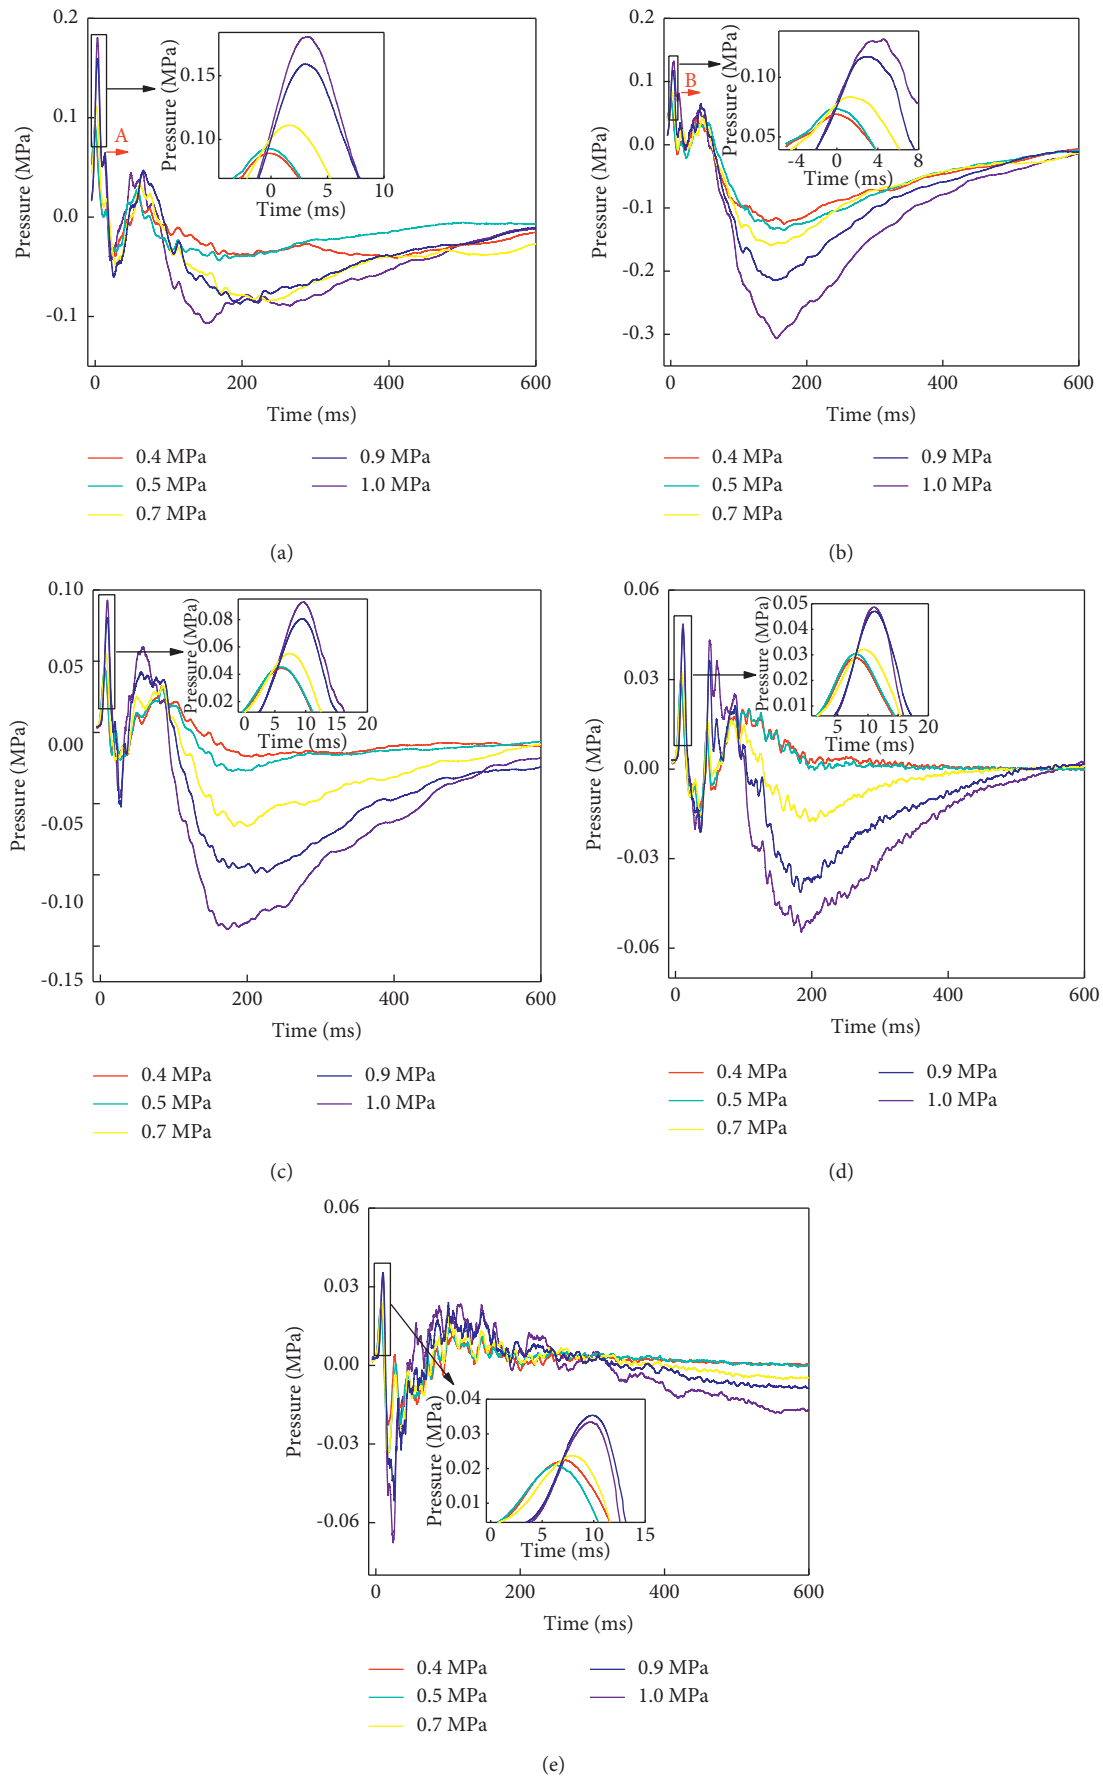 0.2
0.1
0.0
-0.1
Pressure (MPa)
0
200
400
600
Time (ms)
A
0.15
0.10
Pressure (MPa)
0
5
10
Time (ms)
0.4 MPa
0.5 MPa
0.7 MPa
0.9 MPa
1.0 MPa
(a)
0.2
0.1
0.0
-0.1
-0.2
-0.3
Pressure (MPa)
0
200
400
600
Time (ms)
B
0.10
0.05
Pressure (MPa)
-4
0
4
8
Time (ms)
0.4 MPa
0.5 MPa
0.7 MPa
0.9 MPa
1.0 MPa
(b)
0.10
0.05
0.00
-0.05
-0.10
-0.15
Pressure (MPa)
0
200
400
600
Time (ms)
0.08
0.06
0.04
0.02
Pressure (MPa)
0
5
10
15
20
Time (ms)
0.4 MPa
0.5 MPa
0.7 MPa
0.9 MPa
1.0 MPa
(c)
0.06
0.03
0.00
-0.03
-0.06
Pressure (MPa)
0
200
400
600
Time (ms)
0.05
0.04
0.03
0.02
0.01
Pressure (MPa)
5
10
15
20
Time (ms)
0.4 MPa
0.5 MPa
0.7 MPa
0.9 MPa
1.0 MPa
(d)
0.06
0.03
0.00
-0.03
-0.06
Pressure (MPa)
0
200
400
600
Time (ms)
0.04
0.03
0.02
0.01
Pressure (MPa)
0
5
10
15
Time (ms)
0.4 MPa
0.5 MPa
0.7 MPa
0.9 MPa
1.0 MPa
(e)